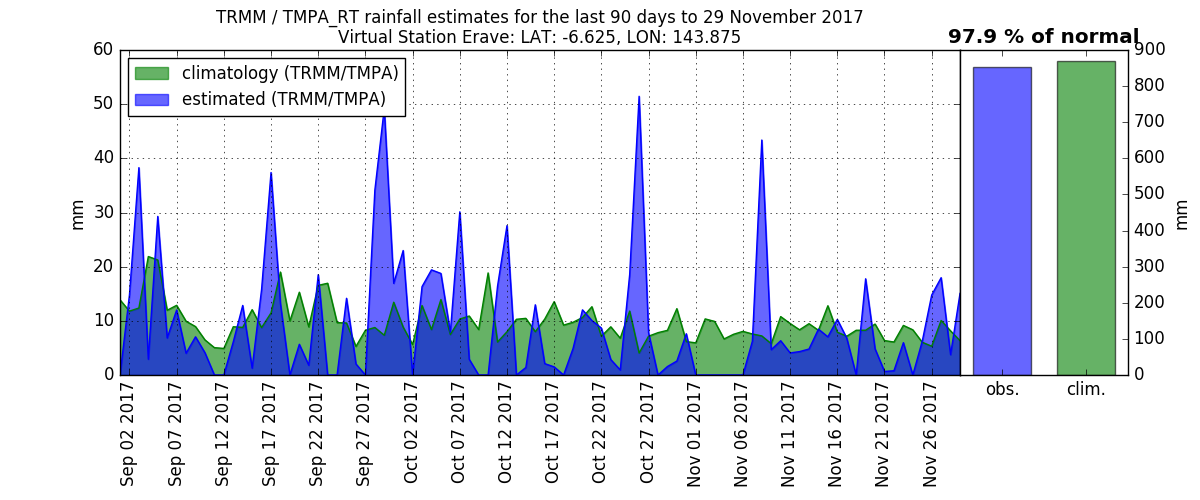 TRMM / TMPA_RT rainfall estimates for the last 90 days to 29 November 2017
Virtual Station Erave: LAT: -6.625, LON: 143.875
97.9 % of normal
climatology (TRMM/TMPA)
estimated (TRMM/TMPA)
mm
60
50
40
30
20
10
0
900
800
700
600
500
400
300
200
100
0
mm
obs.
clim.
Sep 02 2017
Sep 07 2017
Sep 12 2017
Sep 17 2017
Sep 22 2017
Sep 27 2017
Oct 02 2017
Oct 07 2017
Oct 12 2017
Oct 17 2017
Oct 22 2017
Oct 27 2017
Nov 01 2017
Nov 06 2017
Nov 11 2017
Nov 16 2017
Nov 21 2017
Nov 26 2017